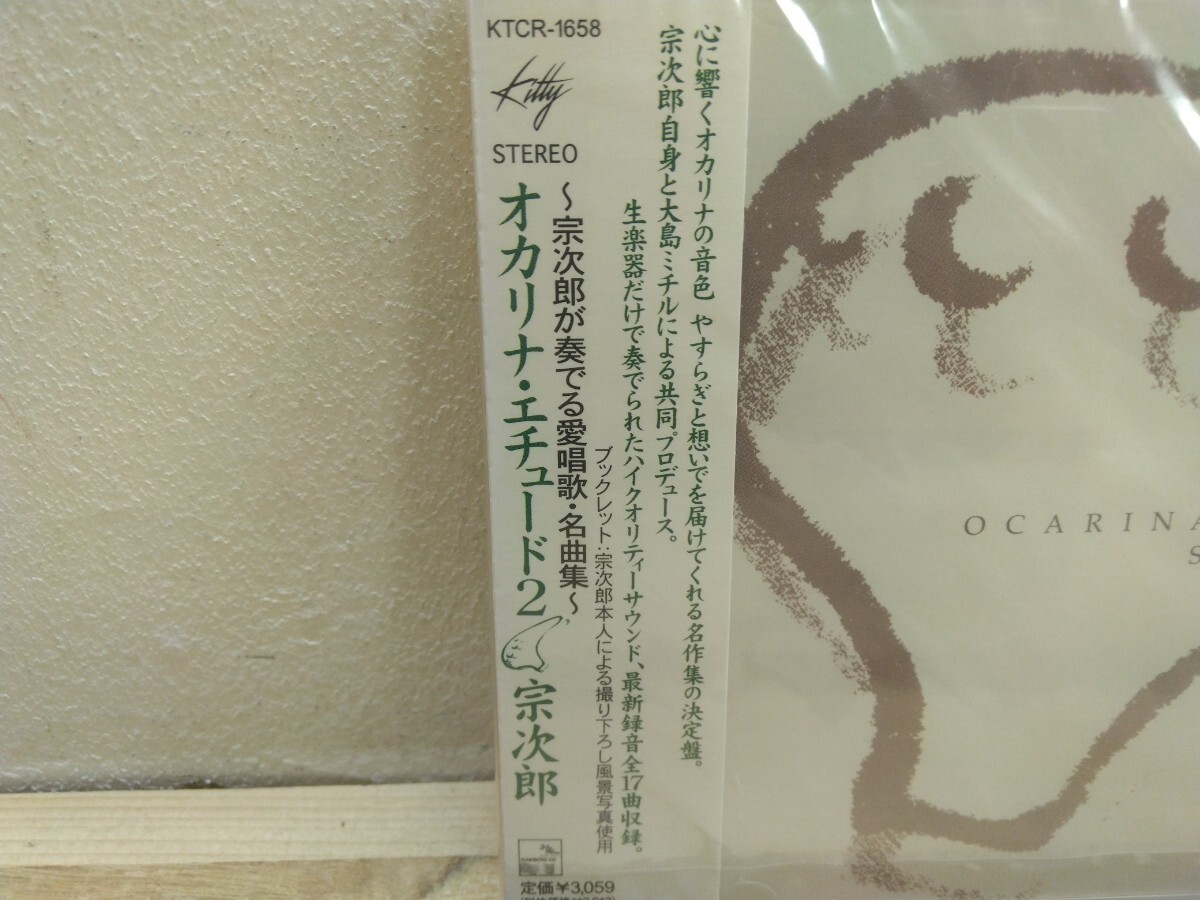 KTCR-1658
Kitty
STEREO
心に響くオカリナの音色 やすらぎと想いでを届けてくれる名作集の決定盤。
宗次郎自身と大島ミチルによる共同プロデュース。
生楽器だけで奏でられたハイクオリティーサウンド、最新録音全17曲収録。
ブックレット:宗次郎本人による撮り下ろし風景写真使用
〜宗次郎が奏でる愛唱歌・名曲集〜
オカリナ・エチュード2 宗次郎
定価¥3,059
OCARINA
S